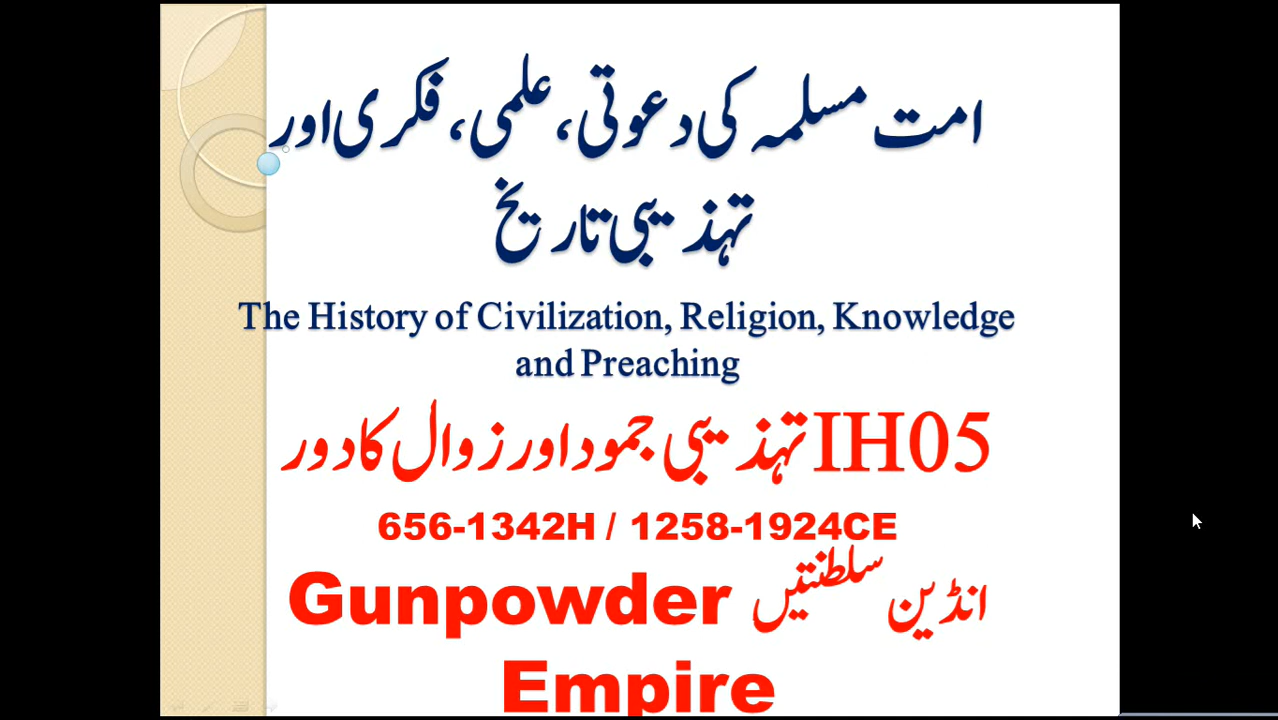 امت مسلمہ کی دعوتی، علمی، فکری اور
تہذیبی تاریخ
The History of Civilization, Religion, Knowledge
and Preaching
IH05 تہذیبی جمود اور زوال کا دور
656-1342H / 1258-1924CE
انڈین سلطنتیں Gunpowder
Empire